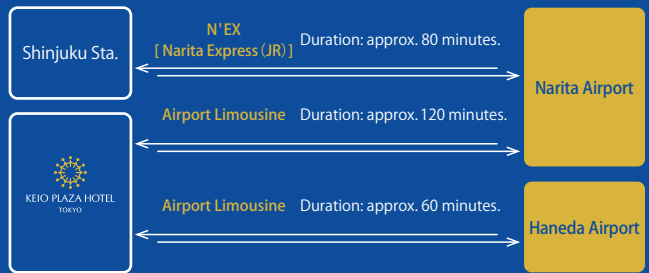 Shinjuku Sta.
N'EX
[ Narita Express (JR) ]
Duration: approx. 80 minutes.
Narita Airport
Airport Limousine Duration: approx. 120 minutes.
KEIO PLAZA HOTEL
TOKYO
Airport Limousine Duration: approx. 60 minutes.
Haneda Airport